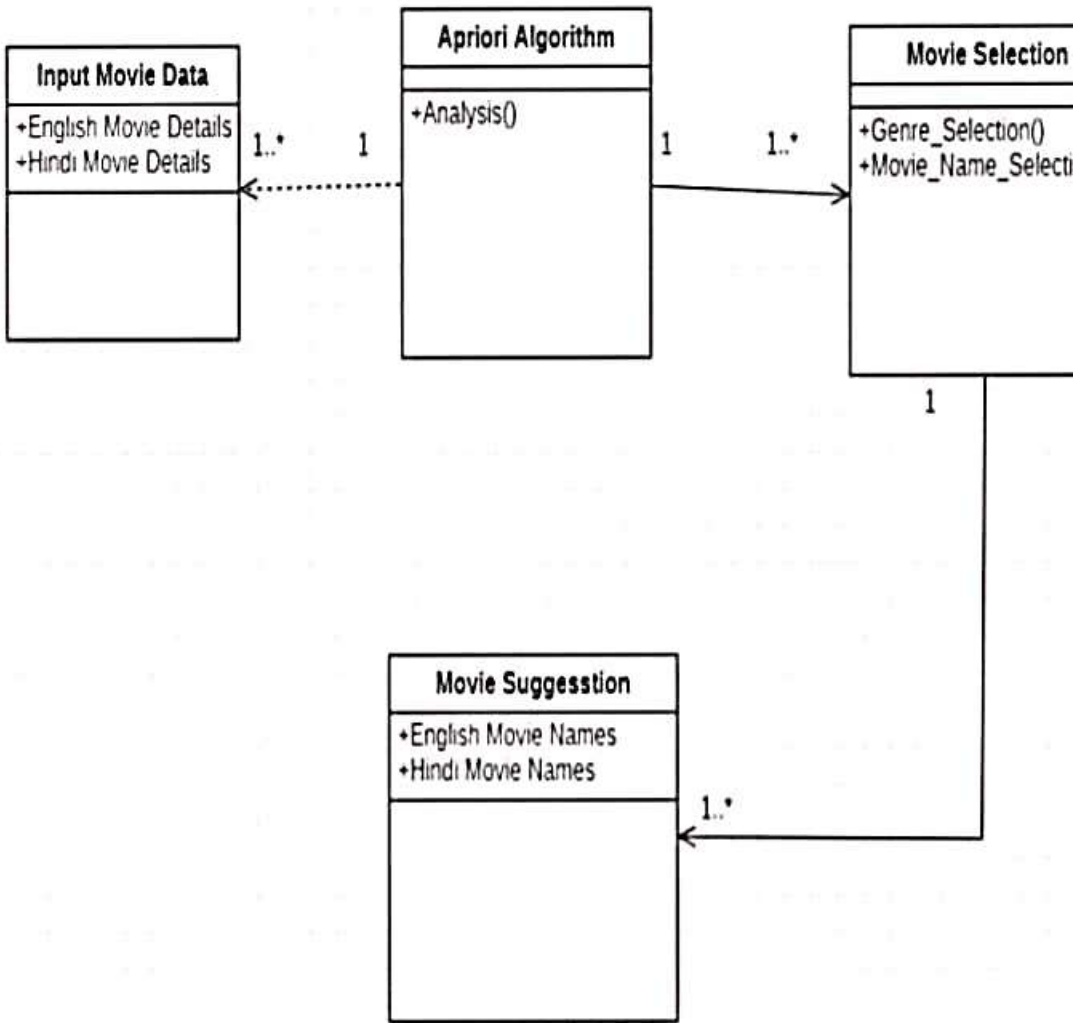 Input Movie Data
+English Movie Details
+Hindi Movie Details
1..*
1
Apriori Algorithm
+Analysis()
1
1..*
Movie Selection
+Genre_Selection()
+Movie_Name_Selecti
1
Movie Suggesstion
+English Movie Names
+Hindi Movie Names
1..*